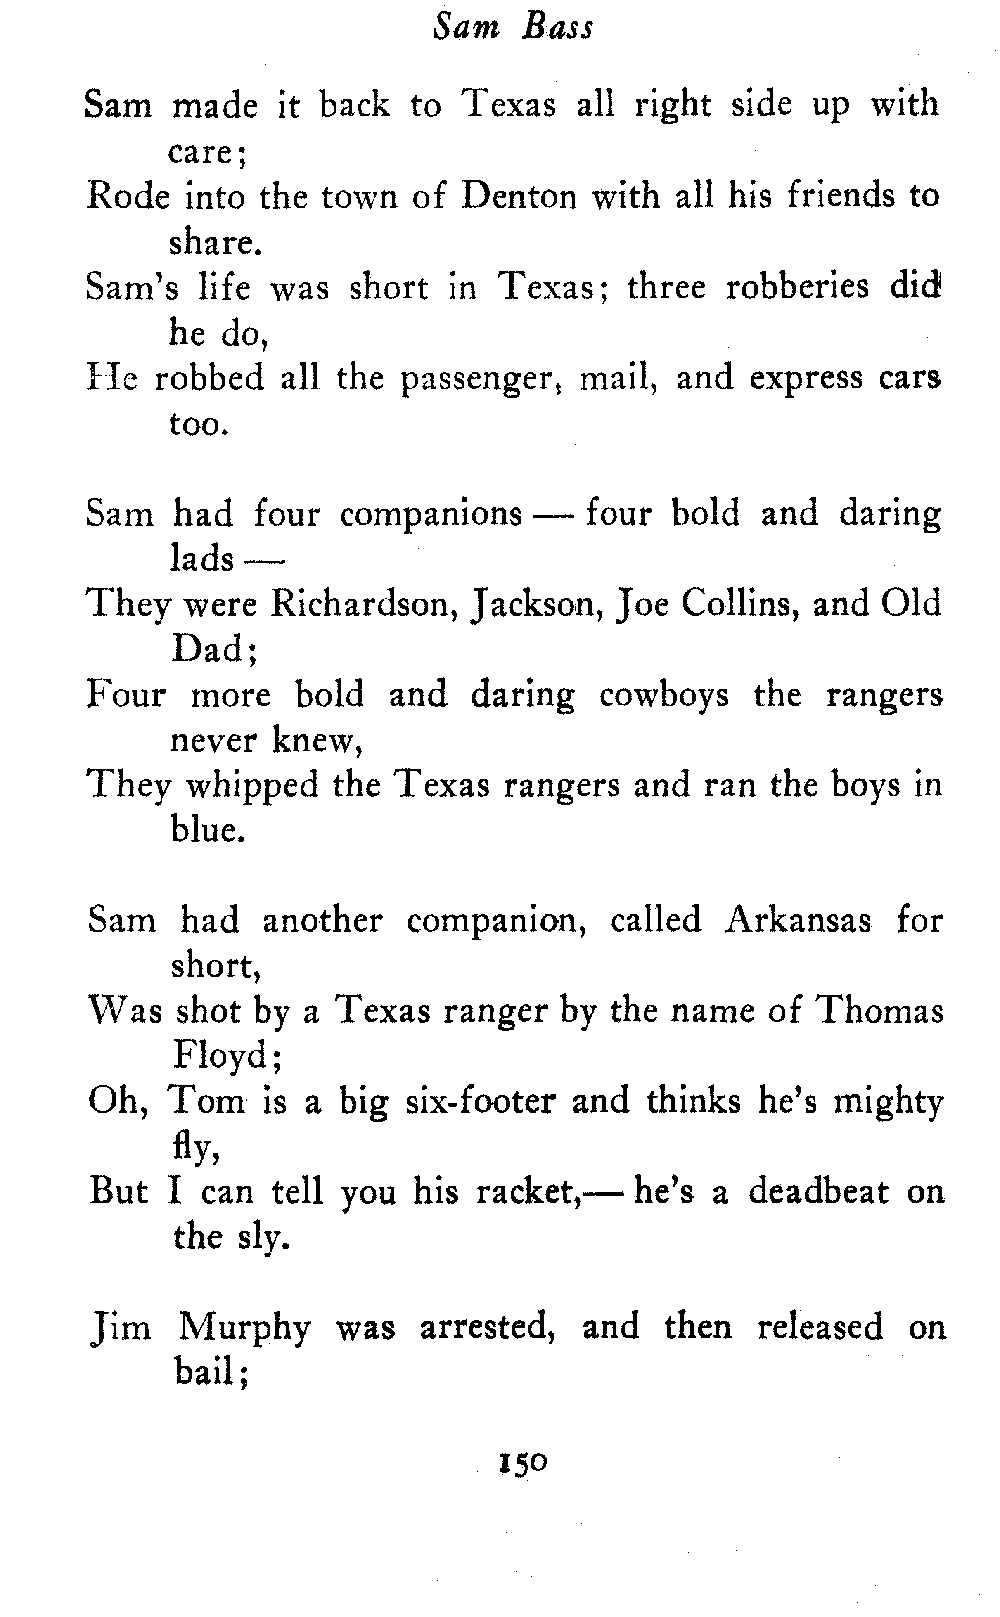 Sam Bass
Sam made it back to Texas all right side up with
care;
Rode into the town of Denton with all his friends to
share.
Sam's life was short in Texas; three robberies did
he do,
He robbed all the passenger, mail, and express cars
too.
Sam had four companions — four bold and daring
lads —
They were Richardson, Jackson, Joe Collins, and Old
Dad;
Four more bold and daring cowboys the rangers
never knew,
They whipped the Texas rangers and ran the boys in
blue.
Sam had another companion, called Arkansas for
short,
Was shot by a Texas ranger by the name of Thomas
Floyd;
Oh, Tom is a big six-footer and thinks he's mighty
fly,
But I can tell you his racket,— he's a deadbeat on
the sly.
Jim Murphy was arrested, and then released on
bail;
150